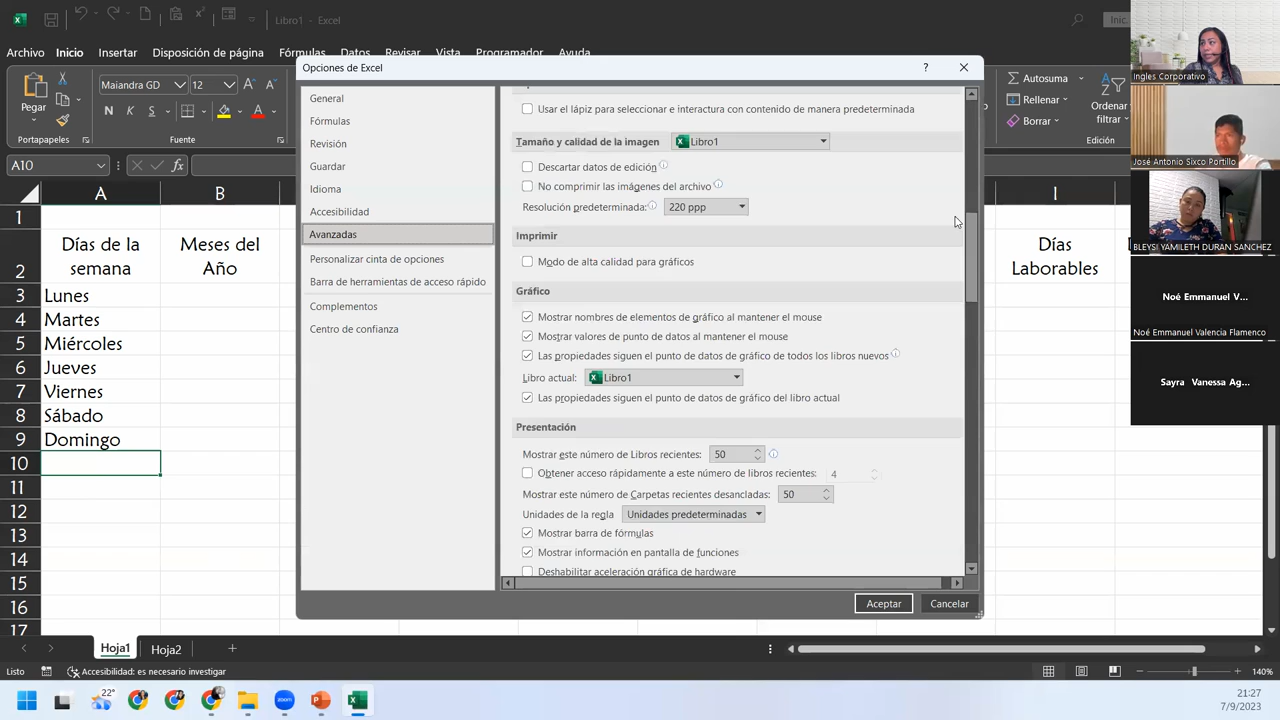 Libro1 - Excel
Inic
Archivo Inicio Insertar Disposición de página Fórmulas Datos Revisar Vista Programador Ayuda
Pegar
Maiandra GD 12
N K S
Portapapeles
Autosuma
Rellenar
Borrar
Ordenar
filtrar
Edición
A10
Opciones de Excel
General
Fórmulas
Revisión
Guardar
Idioma
Accesibilidad
Avanzadas
Personalizar cinta de opciones
Barra de herramientas de acceso rápido
Complementos
Centro de confianza
Usar el lápiz para seleccionar e interactura con contenido de manera predeterminada
Tamaño y calidad de la imagen Libro1
Descartar datos de edición
No comprimir las imágenes del archivo
Resolución predeterminada: 220 ppp
Imprimir
Modo de alta calidad para gráficos
Gráfico
Mostrar nombres de elementos de gráfico al mantener el mouse
Mostrar valores de punto de datos al mantener el mouse
Las propiedades siguen el punto de datos de gráfico de todos los libros nuevos
Libro actual: Libro1
Las propiedades siguen el punto de datos de gráfico del libro actual
Presentación
Mostrar este número de Libros recientes: 50
Obtener acceso rápidamente a este número de libros recientes: 4
Mostrar este número de Carpetas recientes desancladas: 50
Unidades de la regla Unidades predeterminadas
Mostrar barra de fórmulas
Mostrar información en pantalla de funciones
Deshabilitar aceleración gráfica de hardware
Aceptar Cancelar
A B I
1
2 Días de la semana Meses del Año Días Laborables
3 Lunes
4 Martes
5 Miércoles
6 Jueves
7 Viernes
8 Sábado
9 Domingo
10
11
12
13
14
15
16
17
Hoja1 Hoja2
Listo Accesibilidad: es necesario investigar 140%
22°
zoom
21:27
7/9/2023
Ingles Corporativo
José Antonio Sixco Portillo
BLEYSI YAMILETH DURAN SANCHEZ
Noé Emmanuel V...
Noé Emmanuel Valencia Flamenco
Sayra Vanessa Ag...